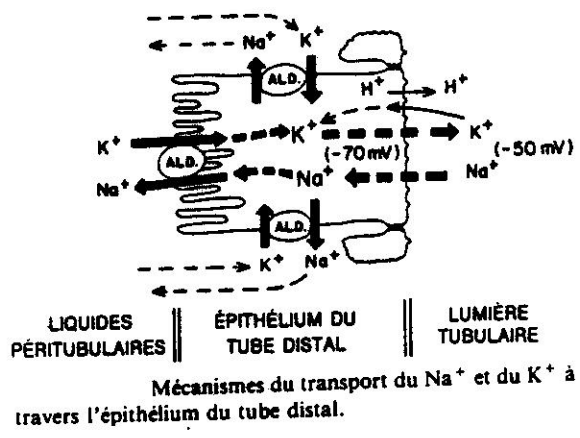 Na⁺ K⁺
ALD. H⁺ H⁺
K⁺ K⁺ K⁺
ALD. (-70 mV) (-50 mV)
Na⁺ Na⁺ Na⁺
ALD.
K⁺ Na⁺
LIQUIDES PÉRITUBULAIRES
ÉPITHÉLIUM DU TUBE DISTAL
LUMIÈRE TUBULAIRE
Mécanismes du transport du Na⁺ et du K⁺ à
travers l'épithélium du tube distal.